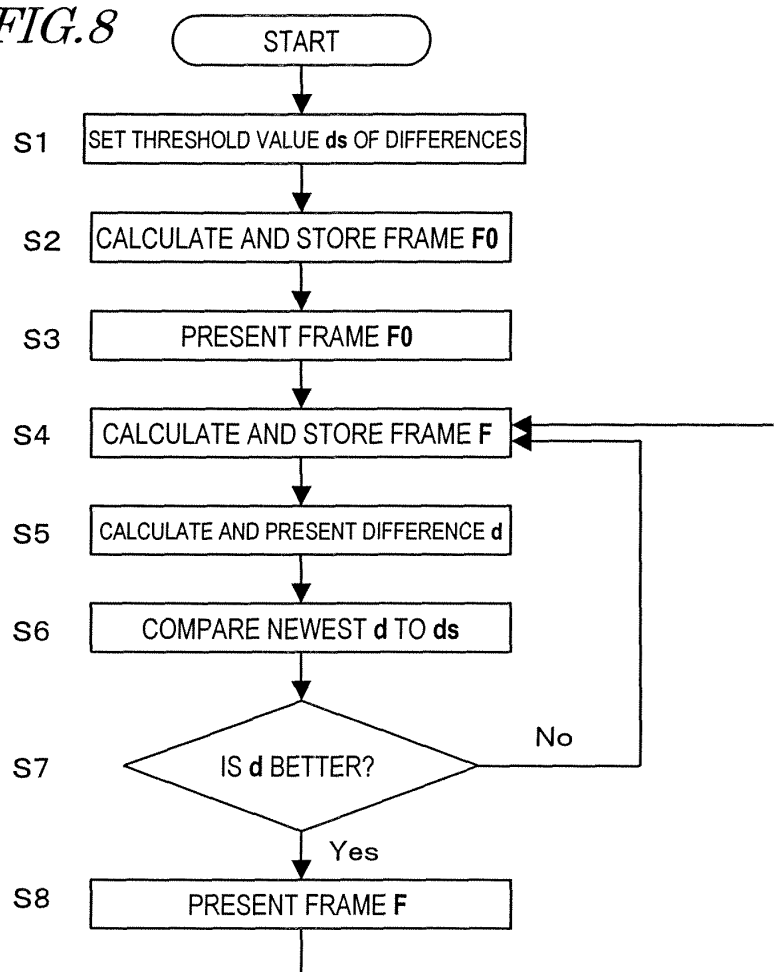 FIG.8
START
S1 SET THRESHOLD VALUE ds OF DIFFERENCES
S2 CALCULATE AND STORE FRAME F0
S3 PRESENT FRAME F0
S4 CALCULATE AND STORE FRAME F
S5 CALCULATE AND PRESENT DIFFERENCE d
S6 COMPARE NEWEST d TO ds
S7 IS d BETTER?
No
Yes
S8 PRESENT FRAME F